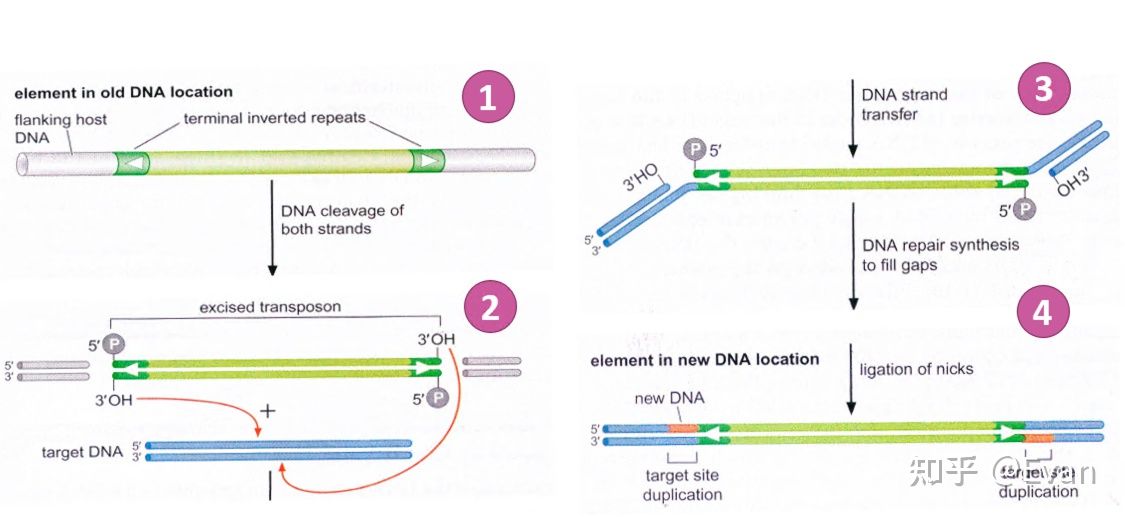 1
element in old DNA location
flanking host
DNA
terminal inverted repeats
DNA cleavage of
both strands
2
excised transposon
5′ P
3′OH
5′
3′
3′OH
5′ P
+
target DNA
5′
3′
3
DNA strand
transfer
P 5′
3′HO
OH3′
5′ P
5′
3′
DNA repair synthesis
to fill gaps
4
element in new DNA location
ligation of nicks
new DNA
5′
3′
target site
duplication
target site
duplication
知乎 @Evan